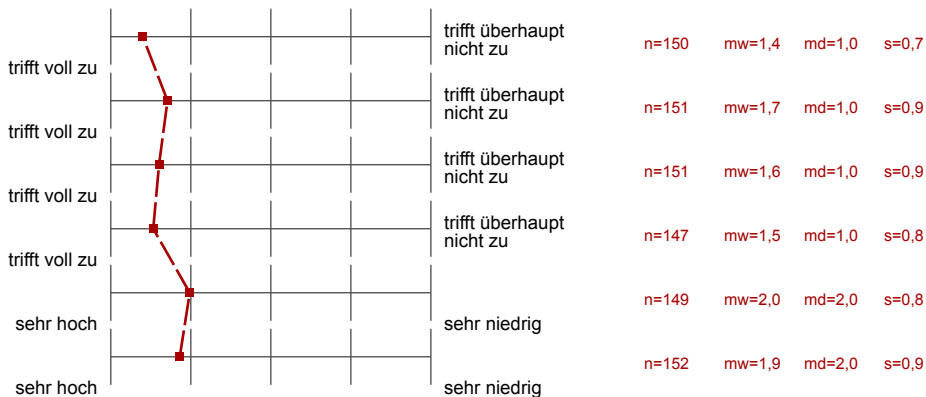 trifft voll zu
trifft überhaupt
nicht zu
n=150 mw=1,4 md=1,0 s=0,7
trifft voll zu
trifft überhaupt
nicht zu
n=151 mw=1,7 md=1,0 s=0,9
trifft voll zu
trifft überhaupt
nicht zu
n=151 mw=1,6 md=1,0 s=0,9
trifft voll zu
trifft überhaupt
nicht zu
n=147 mw=1,5 md=1,0 s=0,8
sehr hoch
sehr niedrig
n=149 mw=2,0 md=2,0 s=0,8
sehr hoch
sehr niedrig
n=152 mw=1,9 md=2,0 s=0,9